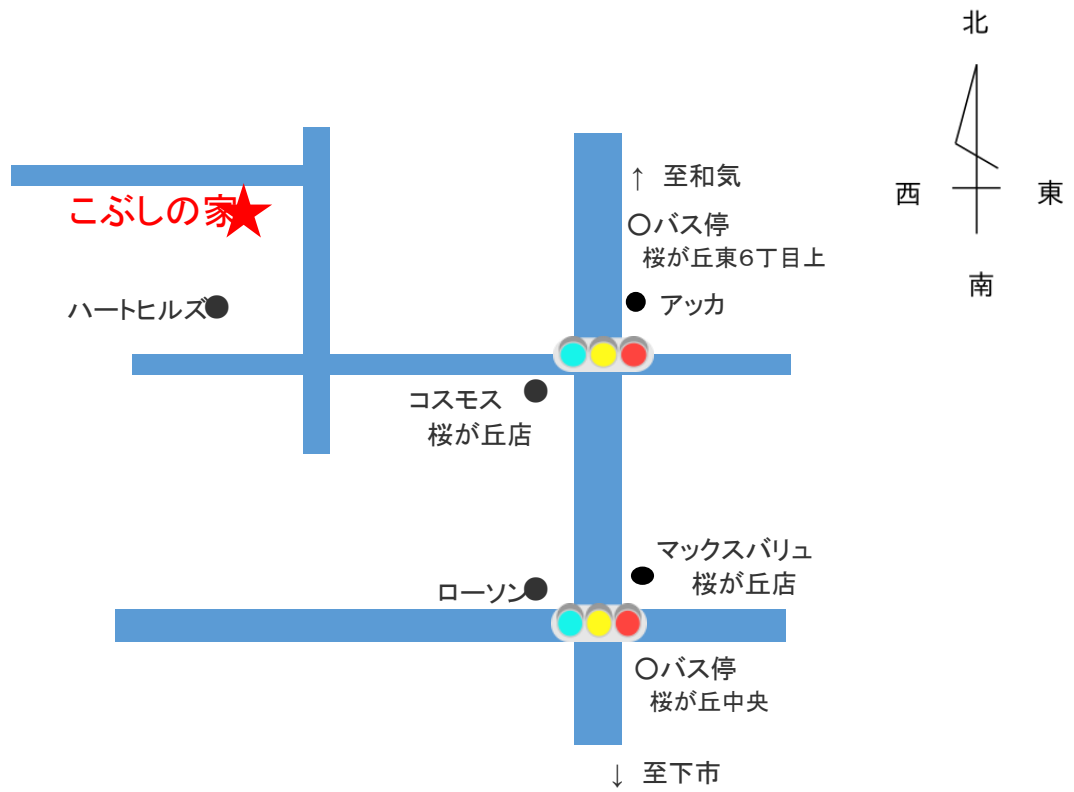 北
西
東
南
↑ 至和気
○バス停
桜が丘東6丁目上
こぶしの家
ハートヒルズ
アッカ
コスモス
桜が丘店
マックスバリュ
桜が丘店
ローソン
○バス停
桜が丘中央
↓ 至下市